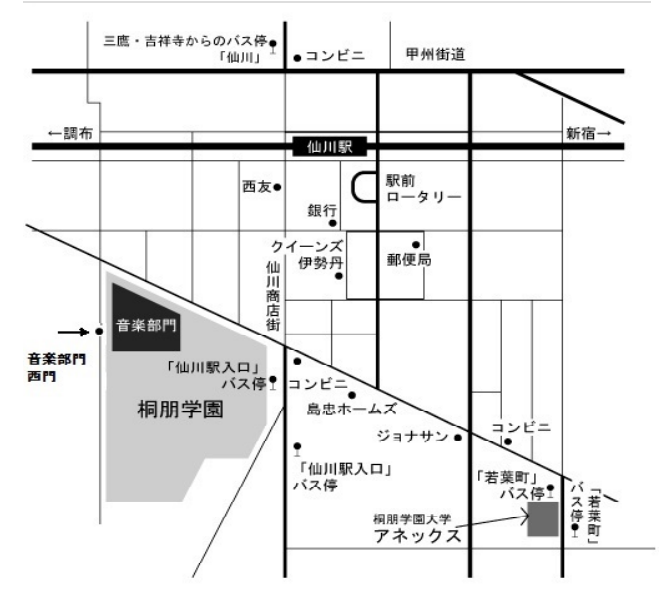 三鷹・吉祥寺からのバス停
「仙川」
コンビニ
甲州街道
←調布
新宿→
仙川駅
西友
駅前
ロータリー
銀行
クイーンズ
伊勢丹
郵便局
仙川商店街
音楽部門
音楽部門
西門
「仙川駅入口」
バス停
コンビニ
桐朋学園
島忠ホームズ
ジョナサン
コンビニ
「仙川駅入口」
バス停
「若葉町」
バス停
「若葉町」
バス停
桐朋学園大学
アネックス